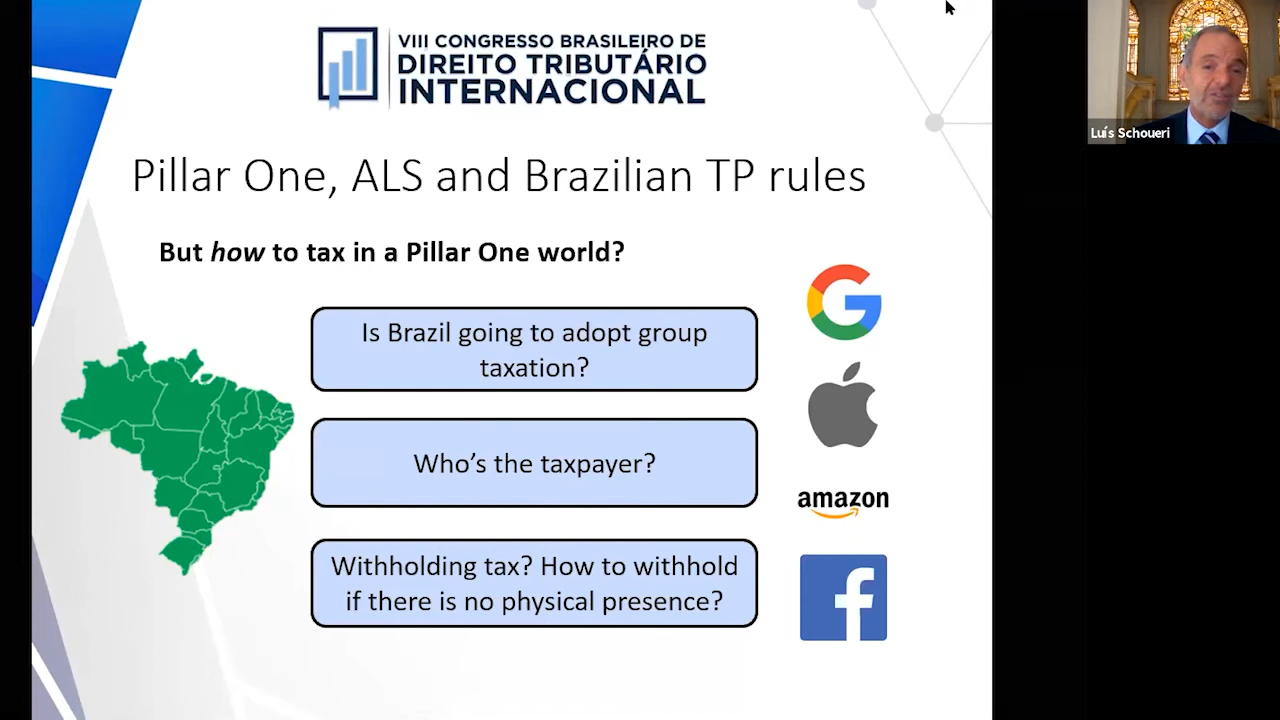 VIII CONGRESSO BRASILEIRO DE
DIREITO TRIBUTÁRIO
INTERNACIONAL
Luís Schoueri
Pillar One, ALS and Brazilian TP rules
But how to tax in a Pillar One world?
Is Brazil going to adopt group
taxation?
Who's the taxpayer?
amazon
Withholding tax? How to withhold
if there is no physical presence?